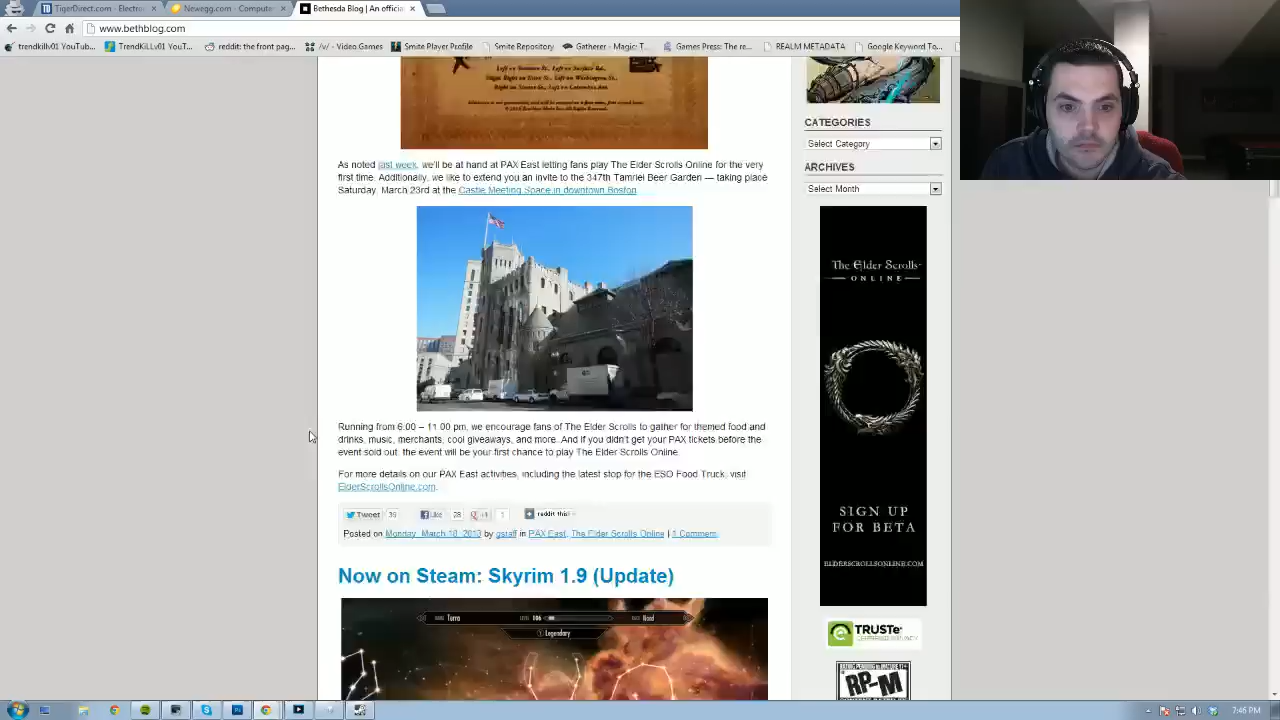 TigerDirect.com - Electro
Newegg.com - Computer
Bethesda Blog | An officia
www.bethblog.com
trendkillv01 YouTub...
TrendKiLLv01 YouT...
reddit: the front pag...
/v/ - Video Games
Smite Player Profile
Smite Repository
Gatherer - Magic: T...
Games Press: The re...
REALM METADATA
Google Keyword To...
As noted last week, we'll be at hand at PAX East letting fans play The Elder Scrolls Online for the very
first time. Additionally, we like to extend you an invite to the 347th Tamriel Beer Garden — taking place
Saturday, March 23rd at the Castle Meeting Space in downtown Boston.
Running from 6:00 – 11:00 pm, we encourage fans of The Elder Scrolls to gather for themed food and
drinks, music, merchants, cool giveaways, and more. And if you didn't get your PAX tickets before the
event sold out, the event will be your first chance to play The Elder Scrolls Online.
For more details on our PAX East activities, including the latest stop for the ESO Food Truck, visit
ElderScrollsOnline.com.
Tweet 39 Like 28 +1 1 reddit this!
Posted on Monday, March 18, 2013 by gstaff in PAX East, The Elder Scrolls Online | 1 Comment.
Now on Steam: Skyrim 1.9 (Update)
NAME Turra LEVEL 106 RACE Nord
Legendary
CATEGORIES
Select Category
ARCHIVES
Select Month
The Elder Scrolls
ONLINE
SIGN UP
FOR BETA
ELDERSCROLLSONLINE.COM
TRUSTe
RP-M
7:46 PM